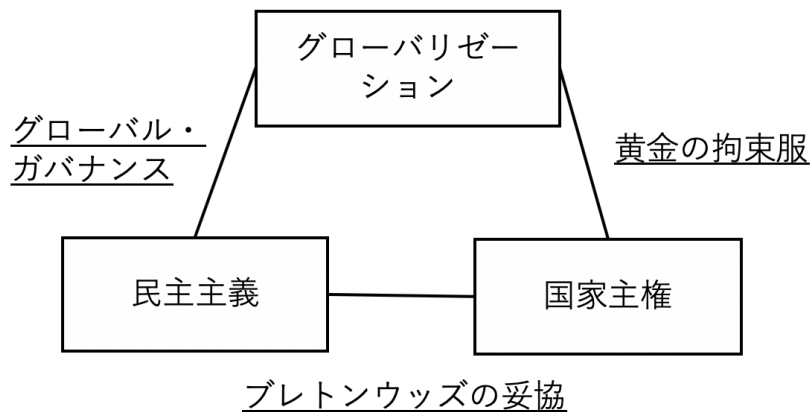 グローバリゼー
ション
グローバル・
ガバナンス
黄金の拘束服
民主主義
国家主権
ブレトンウッズの妥協